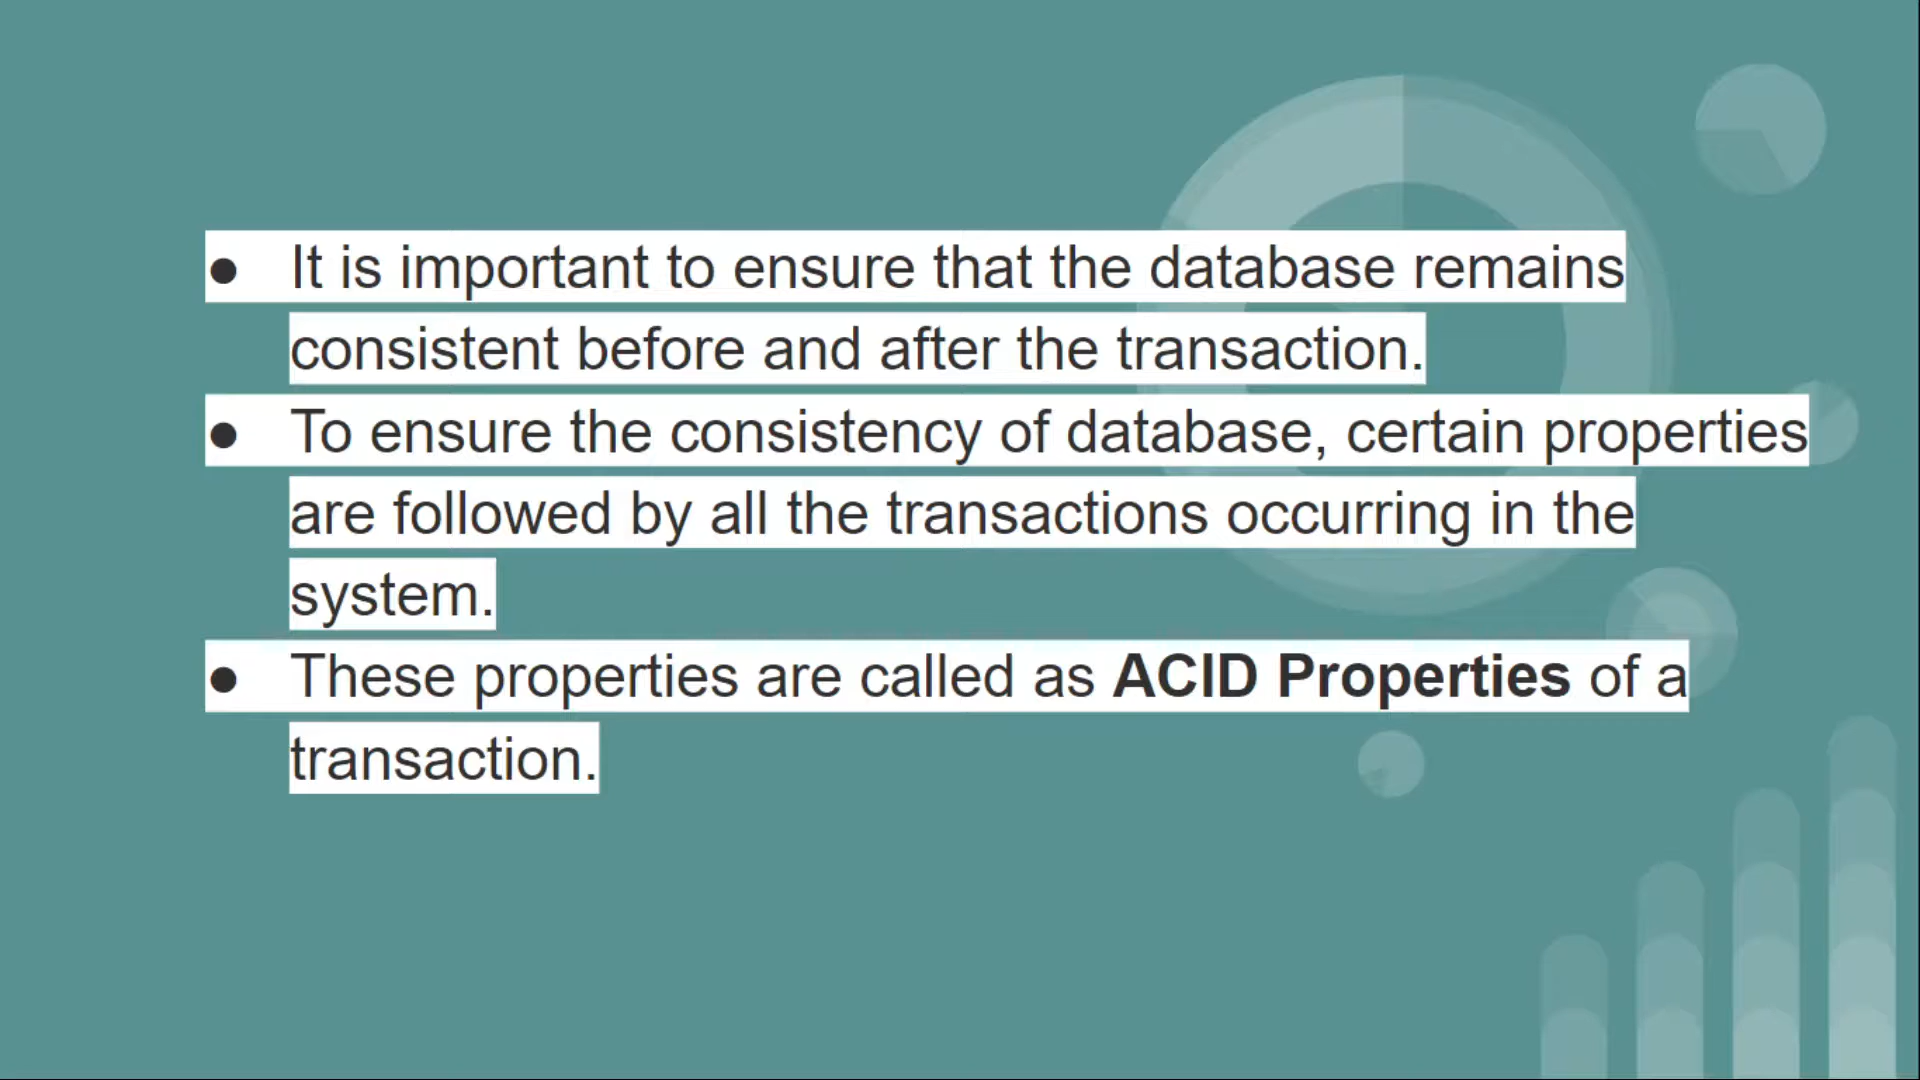 ● It is important to ensure that the database remains
consistent before and after the transaction.
● To ensure the consistency of database, certain properties
are followed by all the transactions occurring in the
system.
● These properties are called as ACID Properties of a
transaction.